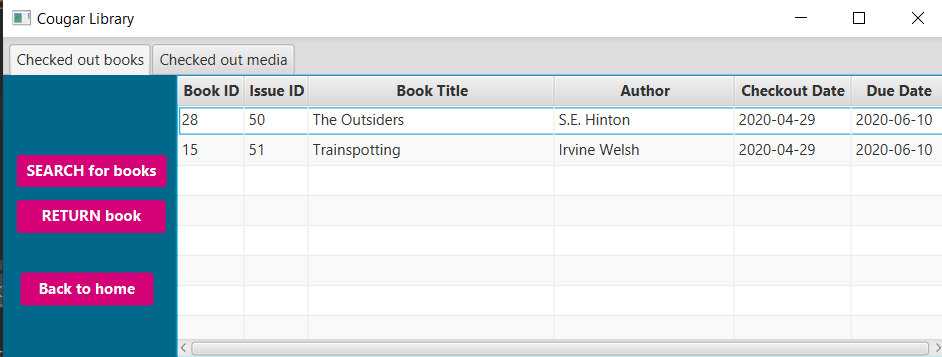 Cougar Library
Checked out books Checked out media
Book ID Issue ID Book Title Author Checkout Date Due Date
28 50 The Outsiders S.E. Hinton 2020-04-29 2020-06-10
15 51 Trainspotting Irvine Welsh 2020-04-29 2020-06-10
SEARCH for books
RETURN book
Back to home